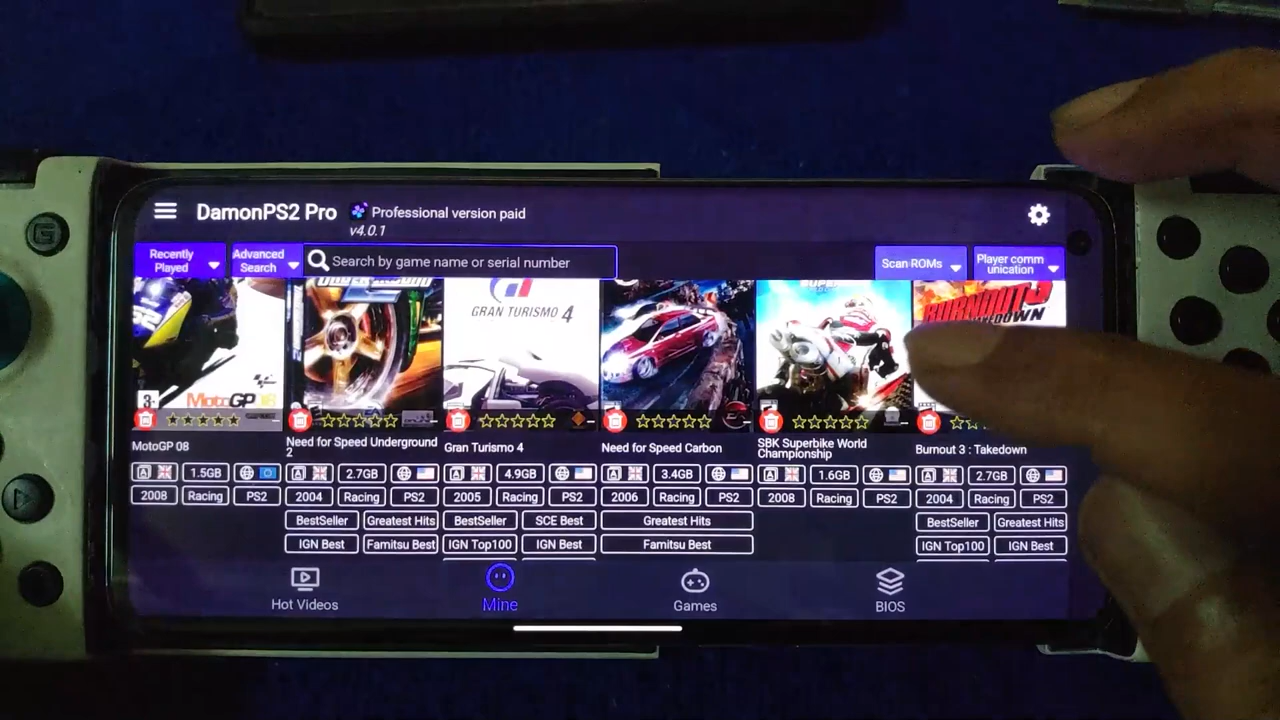 DamonPS2 Pro
Professional version paid
v4.0.1
Recently
Played
Advanced
Search
Search by game name or serial number
Scan ROMs
Player comm
unication
GRAN TURISMO 4
BURNOUT 3
MotoGP 08
3+
MotoGP 08
Need for Speed Underground
2
Gran Turismo 4
Need for Speed Carbon
SBK Superbike World
Championship
Burnout 3 : Takedown
A 1.5GB
A 2.7GB
A 4.9GB
A 3.4GB
A 1.6GB
A 2.7GB
2008 Racing PS2
2004 Racing PS2
2005 Racing PS2
2006 Racing PS2
2008 Racing PS2
2004 Racing PS2
BestSeller Greatest Hits
BestSeller SCE Best
Greatest Hits
BestSeller Greatest Hits
IGN Best Famitsu Best
IGN Top100 IGN Best
Famitsu Best
IGN Top100 IGN Best
Hot Videos
Mine
Games
BIOS
G